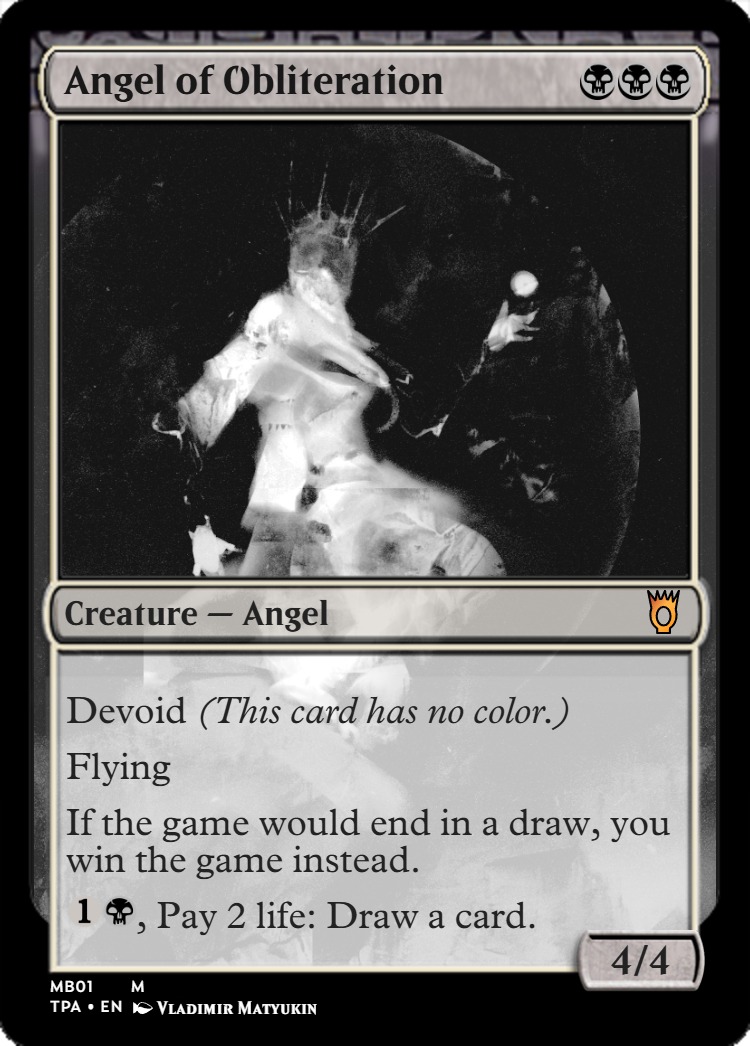 Angel of Obliteration
Creature — Angel
Devoid (This card has no color.)
Flying
If the game would end in a draw, you
win the game instead.
1 , Pay 2 life: Draw a card.
4/4
MB01 M
TPA • EN Vladimir Matyukin